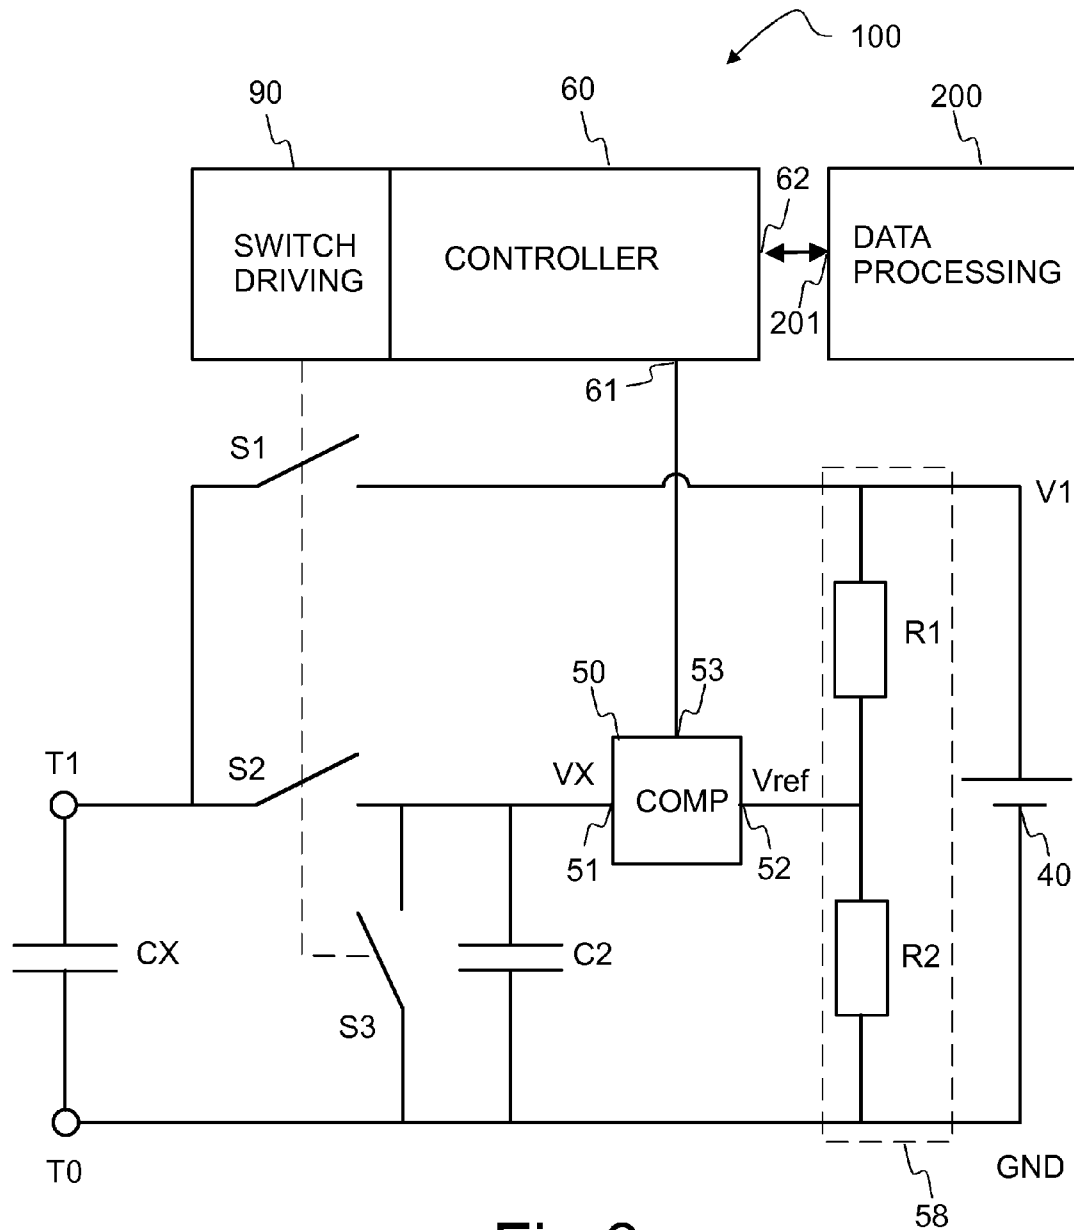 100
90
60
200
62
SWITCH
DRIVING
CONTROLLER
DATA
PROCESSING
201
61
S1
V1
R1
50
53
T1
S2
VX
COMP
Vref
51
52
40
CX
C2
R2
S3
T0
GND
58